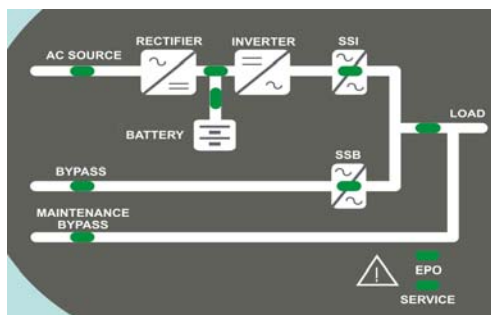 RECTIFIER
INVERTER
SSI
AC SOURCE
LOAD
BATTERY
SSB
BYPASS
MAINTENANCE
BYPASS
EPO
SERVICE